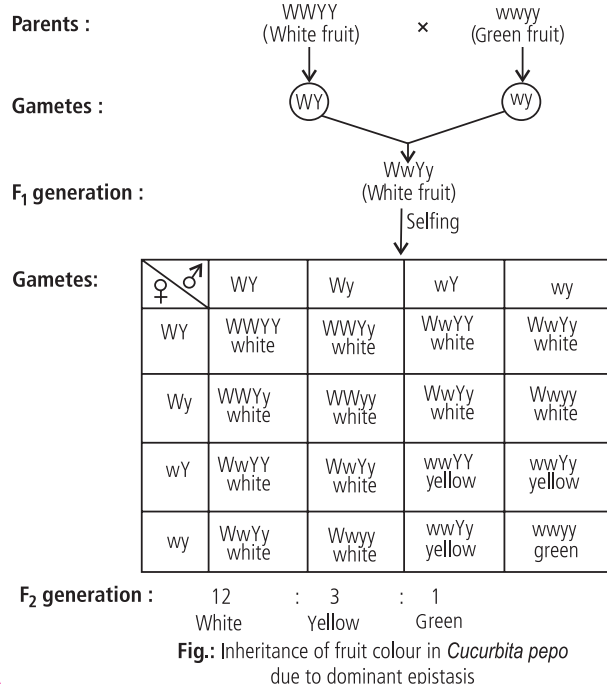 Parents : WWYY × wwyy
(White fruit) (Green fruit)
Gametes : WY wy
WwYy
F₁ generation : (White fruit)
Selfing
Gametes: ♀ ♂ WY Wy wY wy
WY WWYY WWYy WwYY WwYy
white white white white
Wy WWYy WWyy WwYy Wwyy
white white white white
wY WwYY WwYy wwYY wwYy
white white yellow yellow
wy WwYy Wwyy wwYy wwyy
white white yellow green
F₂ generation : 12 : 3 : 1
White Yellow Green
Fig.: Inheritance of fruit colour in Cucurbita pepo
due to dominant epistasis